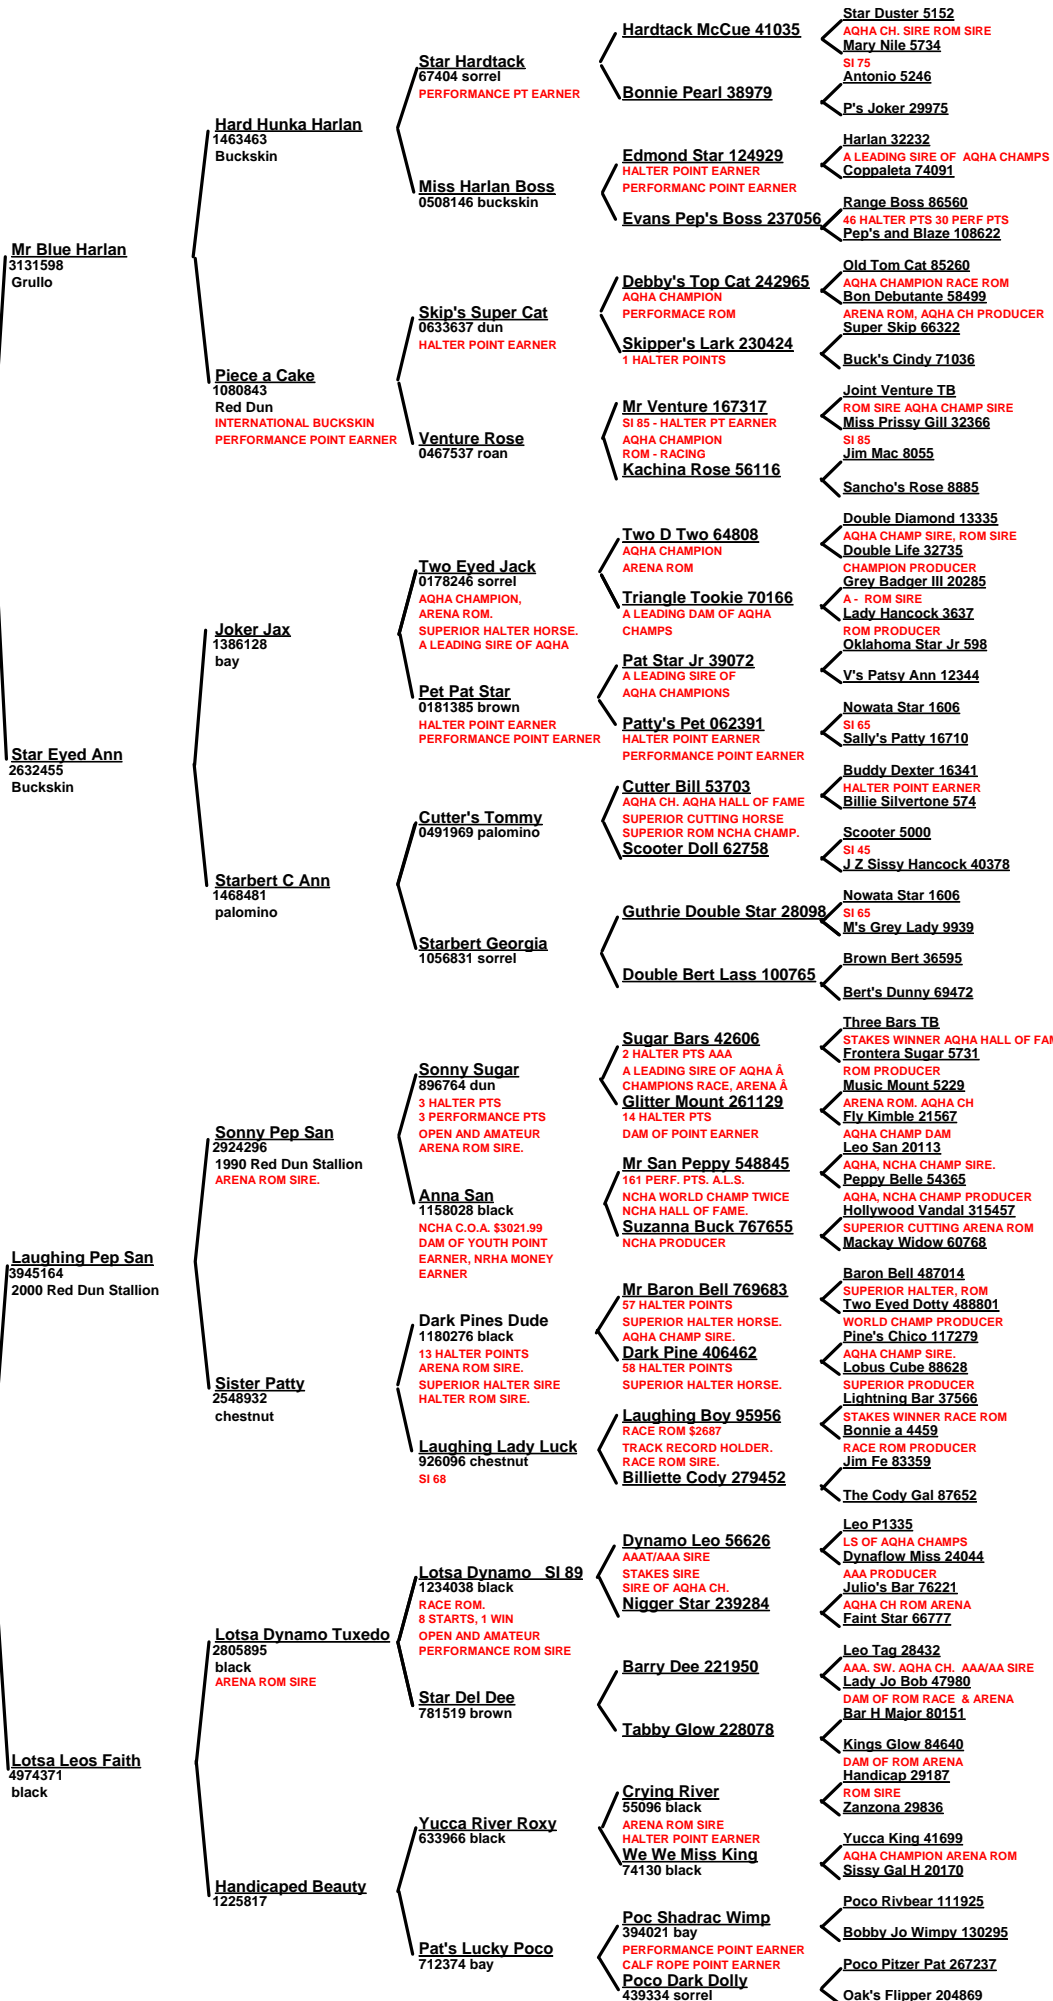 Mr Blue Harlan
3131598
Grullo
Star Eyed Ann
2632455
Buckskin
Laughing Pep San
3945164
2000 Red Dun Stallion
Lotsa Leos Faith
4974371
black
Hard Hunka Harlan
1463463
Buckskin
Piece a Cake
1080843
Red Dun
INTERNATIONAL BUCKSKIN
PERFORMANCE POINT EARNER
Joker Jax
1386128
bay
Starbert C Ann
1468481
palomino
Sonny Pep San
2924296
1990 Red Dun Stallion
ARENA ROM SIRE.
Sister Patty
2548932
chestnut
Lotsa Dynamo Tuxedo
2805895
black
ARENA ROM SIRE
Handicaped Beauty
1225817
Star Hardtack
67404 sorrel
PERFORMANCE PT EARNER
Miss Harlan Boss
0508146 buckskin
Skip's Super Cat
0633637 dun
HALTER POINT EARNER
Venture Rose
0467537 roan
Two Eyed Jack
0178246 sorrel
AQHA CHAMPION,
ARENA ROM.
SUPERIOR HALTER HORSE.
A LEADING SIRE OF AQHA
Pet Pat Star
0181385 brown
HALTER POINT EARNER
PERFORMANCE POINT EARNER
Cutter's Tommy
0491969 palomino
Starbert Georgia
1056831 sorrel
Sonny Sugar
896764 dun
3 HALTER PTS
3 PERFORMANCE PTS
OPEN AND AMATEUR
ARENA ROM SIRE.
Anna San
1158028 black
NCHA C.O.A. $3021.99
DAM OF YOUTH POINT
EARNER, NRHA MONEY
EARNER
Dark Pines Dude
1180276 black
13 HALTER POINTS
ARENA ROM SIRE.
SUPERIOR HALTER SIRE
HALTER ROM SIRE.
Laughing Lady Luck
926096 chestnut
SI 68
Lotsa Dynamo   SI 89
1234038 black
RACE ROM.
8 STARTS, 1 WIN
OPEN AND AMATEUR
PERFORMANCE ROM SIRE
Star Del Dee
781519 brown
Yucca River Roxy
633966 black
Pat's Lucky Poco
712374 bay
Hardtack McCue 41035
Bonnie Pearl 38979
Edmond Star 124929
HALTER POINT EARNER
PERFORMANC POINT EARNER
Evans Pep's Boss 237056
Debby's Top Cat 242965
AQHA CHAMPION
PERFORMACE ROM
Skipper's Lark 230424
1 HALTER POINTS
Mr Venture 167317
SI 85 - HALTER PT EARNER
AQHA CHAMPION
ROM - RACING
Kachina Rose 56116
Two D Two 64808
AQHA CHAMPION
ARENA ROM
Triangle Tookie 70166
A LEADING DAM OF AQHA
CHAMPS
Pat Star Jr 39072
A LEADING SIRE OF
AQHA CHAMPIONS
Patty's Pet 062391
HALTER POINT EARNER
PERFORMANCE POINT EARNER
Cutter Bill 53703
AQHA CH. AQHA HALL OF FAME
SUPERIOR CUTTING HORSE
SUPERIOR ROM NCHA CHAMP.
Scooter Doll 62758
Guthrie Double Star 28098
Double Bert Lass 100765
Sugar Bars 42606
2 HALTER PTS AAA
A LEADING SIRE OF AQHA Â
CHAMPIONS RACE, ARENA Â
Glitter Mount 261129
14 HALTER PTS
DAM OF POINT EARNER
Mr San Peppy 548845
161 PERF. PTS. A.L.S.
NCHA WORLD CHAMP TWICE
NCHA HALL OF FAME.
Suzanna Buck 767655
NCHA PRODUCER
Mr Baron Bell 769683
57 HALTER POINTS
SUPERIOR HALTER HORSE.
AQHA CHAMP SIRE.
Dark Pine 406462
58 HALTER POINTS
SUPERIOR HALTER HORSE.
Laughing Boy 95956
RACE ROM $2687
TRACK RECORD HOLDER.
RACE ROM SIRE.
Billiette Cody 279452
Dynamo Leo 56626
AAAT/AAA SIRE
STAKES SIRE
SIRE OF AQHA CH.
Nigger Star 239284
Barry Dee 221950
Tabby Glow 228078
Crying River
55096 black
ARENA ROM SIRE
HALTER POINT EARNER
We We Miss King
74130 black
Poc Shadrac Wimp
394021 bay
PERFORMANCE POINT EARNER
CALF ROPE POINT EARNER
Poco Dark Dolly
439334 sorrel
Star Duster 5152
AQHA CH. SIRE ROM SIRE
Mary Nile 5734
SI 75
Antonio 5246
P's Joker 29975
Harlan 32232
A LEADING SIRE OF  AQHA CHAMPS
Coppaleta 74091
Range Boss 86560
46 HALTER PTS 30 PERF PTS
Pep's and Blaze 108622
Old Tom Cat 85260
AQHA CHAMPION RACE ROM
Bon Debutante 58499
ARENA ROM, AQHA CH PRODUCER
Super Skip 66322
Buck's Cindy 71036
Joint Venture TB
ROM SIRE AQHA CHAMP SIRE
Miss Prissy Gill 32366
SI 85
Jim Mac 8055
Sancho's Rose 8885
Double Diamond 13335
AQHA CHAMP SIRE, ROM SIRE
Double Life 32735
CHAMPION PRODUCER
Grey Badger III 20285
A -  ROM SIRE
Lady Hancock 3637
ROM PRODUCER
Oklahoma Star Jr 598
V's Patsy Ann 12344
Nowata Star 1606
SI 65
Sally's Patty 16710
Buddy Dexter 16341
HALTER POINT EARNER
Billie Silvertone 574
Scooter 5000
SI 45
J Z Sissy Hancock 40378
Nowata Star 1606
SI 65
M's Grey Lady 9939
Brown Bert 36595
Bert's Dunny 69472
Three Bars TB
STAKES WINNER AQHA HALL OF FAM
Frontera Sugar 5731
ROM PRODUCER
Music Mount 5229
ARENA ROM. AQHA CH
Fly Kimble 21567
AQHA CHAMP DAM
Leo San 20113
AQHA, NCHA CHAMP SIRE.
Peppy Belle 54365
AQHA, NCHA CHAMP PRODUCER
Hollywood Vandal 315457
SUPERIOR CUTTING ARENA ROM
Mackay Widow 60768
Baron Bell 487014
SUPERIOR HALTER, ROM
Two Eyed Dotty 488801
WORLD CHAMP PRODUCER
Pine's Chico 117279
AQHA CHAMP SIRE.
Lobus Cube 88628
SUPERIOR PRODUCER
Lightning Bar 37566
STAKES WINNER RACE ROM
Bonnie a 4459
RACE ROM PRODUCER
Jim Fe 83359
The Cody Gal 87652
Leo P1335
LS OF AQHA CHAMPS
Dynaflow Miss 24044
AAA PRODUCER
Julio's Bar 76221
AQHA CH ROM ARENA
Faint Star 66777
Leo Tag 28432
AAA. SW. AQHA CH.  AAA/AA SIRE
Lady Jo Bob 47980
DAM OF ROM RACE  & ARENA
Bar H Major 80151
Kings Glow 84640
DAM OF ROM ARENA
Handicap 29187
ROM SIRE
Zanzona 29836
Yucca King 41699
AQHA CHAMPION ARENA ROM
Sissy Gal H 20170
Poco Rivbear 111925
Bobby Jo Wimpy 130295
Poco Pitzer Pat 267237
Oak's Flipper 204869